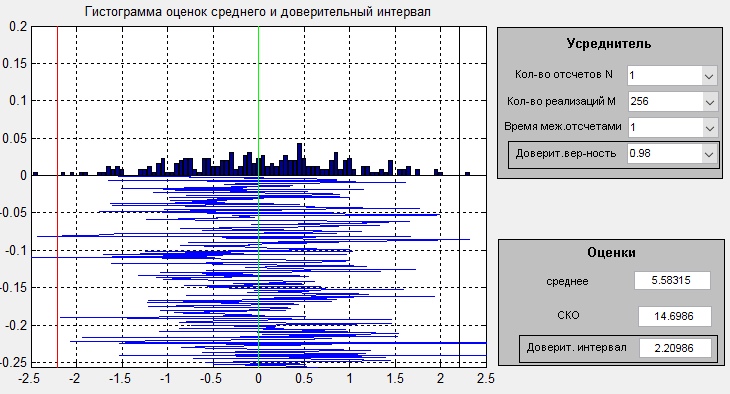 Гистограмма оценок среднего и доверительный интервал
0.2
0.15
0.1
0.05
0
-0.05
-0.1
-0.15
-0.2
-0.25
-2.5 -2 -1.5 -1 -0.5 0 0.5 1 1.5 2 2.5
Усреднитель
Кол-во отсчетов N 1
Кол-во реализаций M 256
Время меж.отсчетами 1
Доверит.вер-ность 0.98
Оценки
среднее 5.58315
СКО 14.6986
Доверит. интервал 2.20986